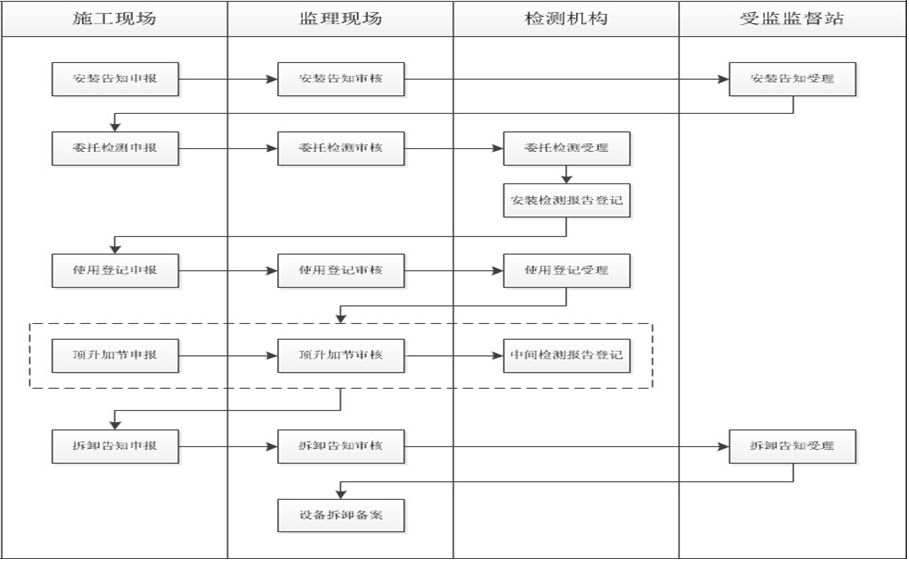 施工现场
监理现场
检测机构
受监监督站
安装告知申报
安装告知审核
安装告知受理
委托检测申报
委托检测审核
委托检测受理
安装检测报告登记
使用登记申报
使用登记审核
使用登记受理
顶升加节申报
顶升加节审核
中间检测报告登记
拆卸告知申报
拆卸告知审核
拆卸告知受理
设备拆卸备案